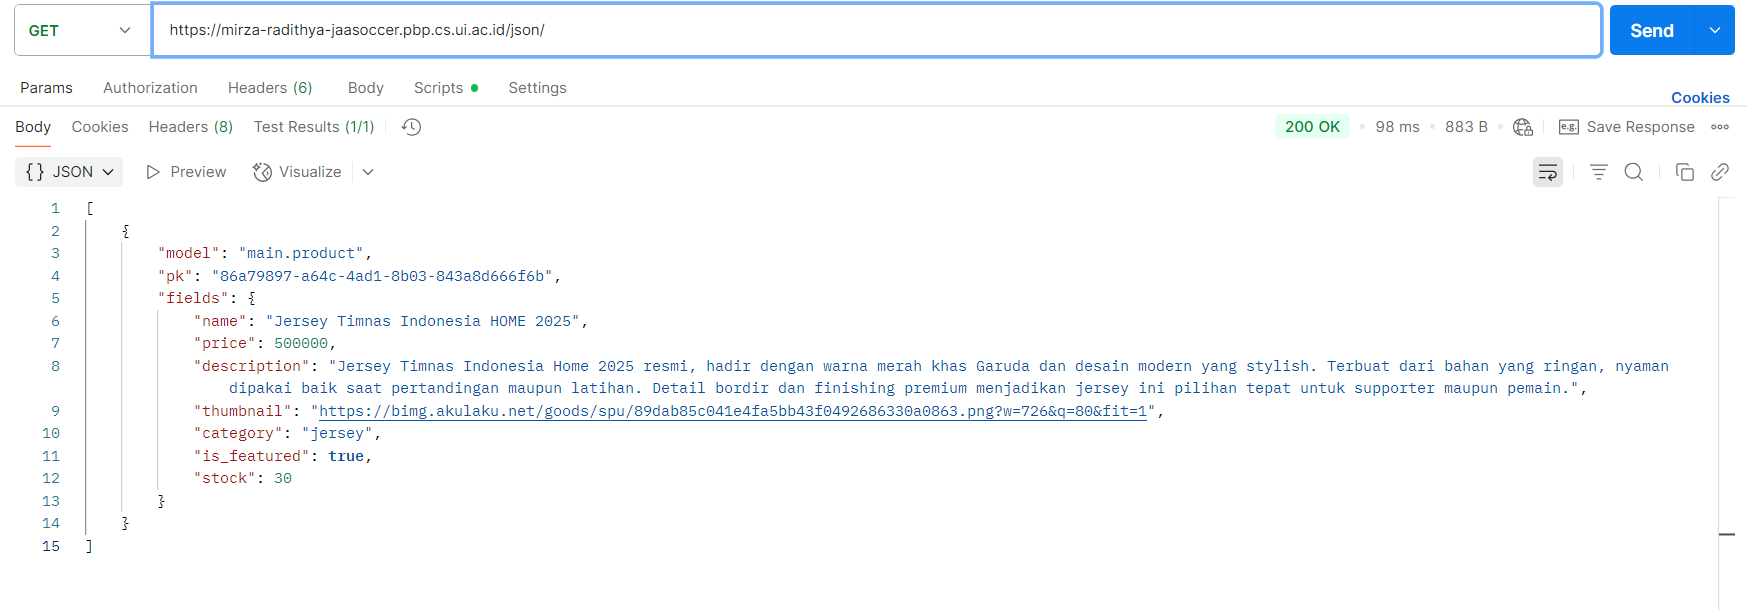 GET https://mirza-radithya-jaasoccer.pbp.cs.ui.ac.id/json/ Send
Params Authorization Headers (6) Body Scripts Settings
Cookies
Body Cookies Headers (8) Test Results (1/1) 200 OK 98 ms 883 B e.g. Save Response
{} JSON Preview Visualize
1 [
2 {
3 "model": "main.product",
4 "pk": "86a79897-a64c-4ad1-8b03-843a8d666f6b",
5 "fields": {
6 "name": "Jersey Timnas Indonesia HOME 2025",
7 "price": 500000,
8 "description": "Jersey Timnas Indonesia Home 2025 resmi, hadir dengan warna merah khas Garuda dan desain modern yang stylish. Terbuat dari bahan yang ringan, nyaman
dipakai baik saat pertandingan maupun latihan. Detail bordir dan finishing premium menjadikan jersey ini pilihan tepat untuk supporter maupun pemain.",
9 "thumbnail": "https://bimg.akulaku.net/goods/spu/89dab85c041e4fa5bb43f0492686330a0863.png?w=726&q=80&fit=1",
10 "category": "jersey",
11 "is_featured": true,
12 "stock": 30
13 }
14 }
15 ]